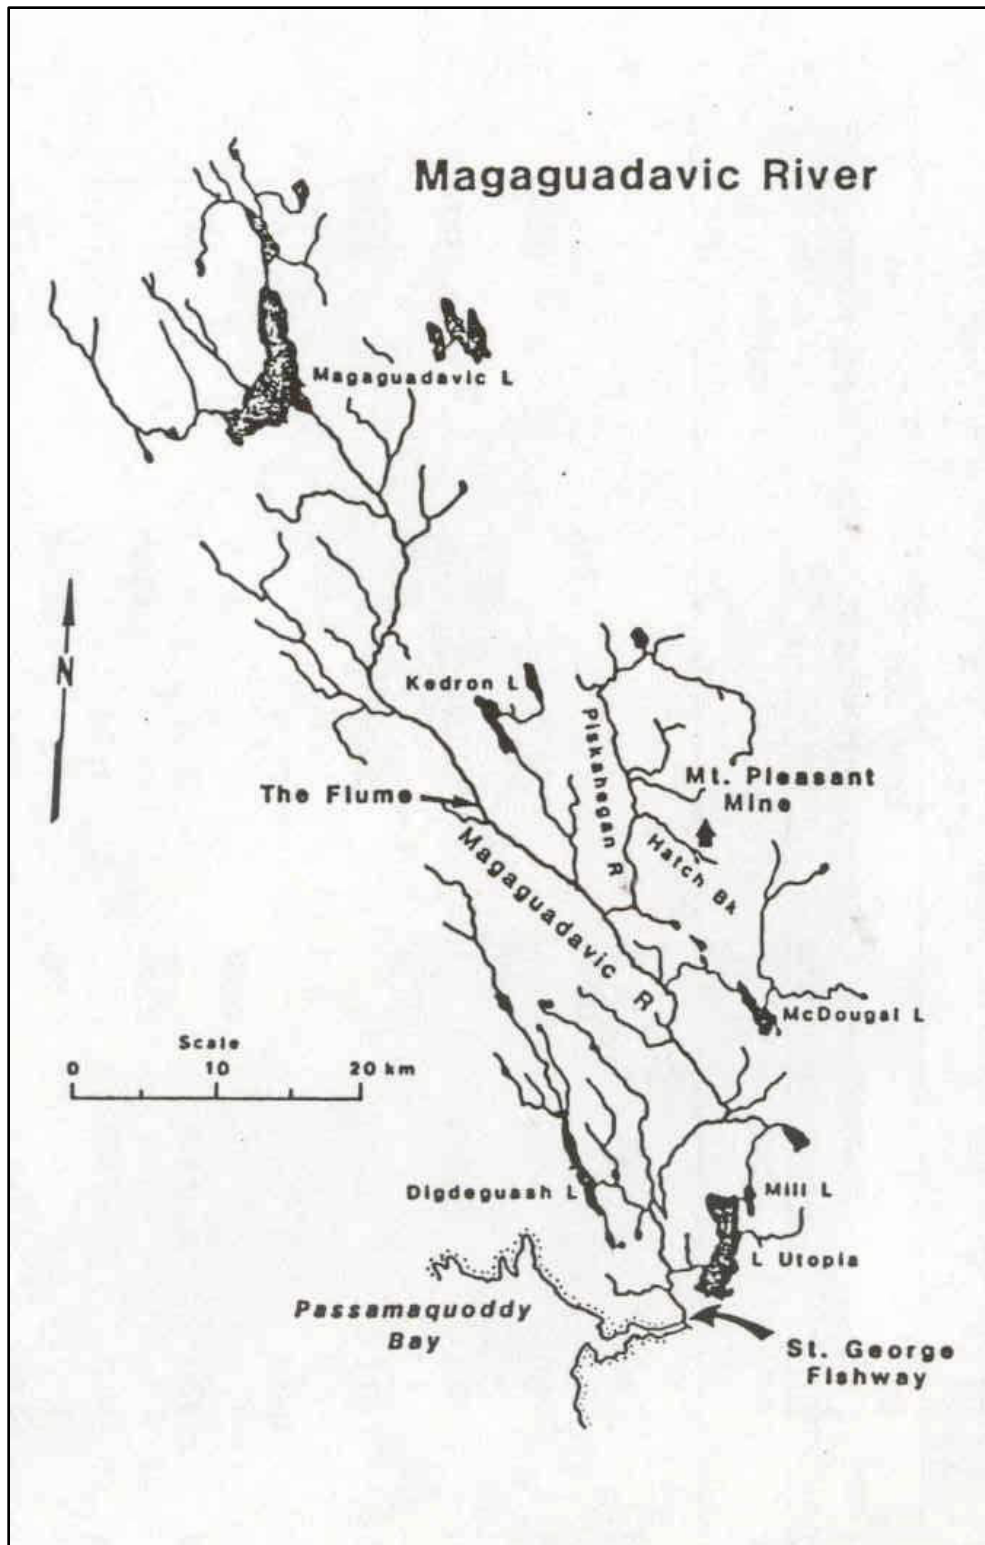 Magaguadavic River
Magaguadavic L
N
Kedron L
Piskahegan R
The Flume
Mt. Pleasant
Mine
Hatch Bk
Magaguadavic R
McDougal L
Scale
0 10 20 km
Digdeguash L
Mill L
L Utopia
Passamaquoddy
Bay
St. George
Fishway